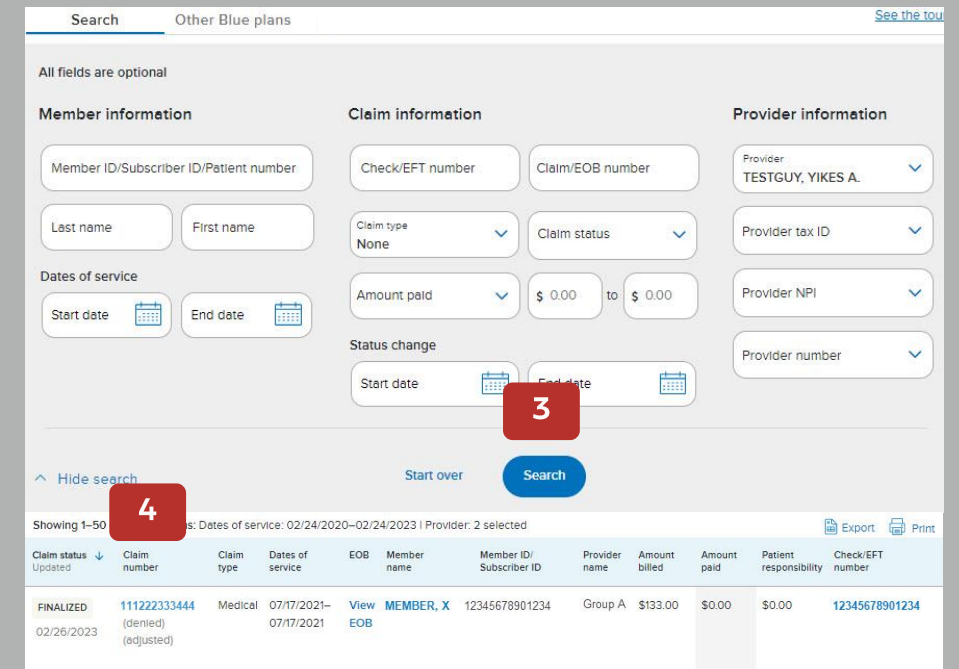 Search
Other Blue plans
See the tou
All fields are optional
Member information
Claim information
Provider information
Member ID/Subscriber ID/Patient number
Check/EFT number
Claim/EOB number
Provider
TESTGUY, YIKES A.
Last name
First name
Claim type
None
Claim status
Provider tax ID
Dates of service
Start date
End date
Amount paid
$ 0.00
to
$ 0.00
Provider NPI
Status change
Start date
End date
Provider number
3
Hide search
Start over
Search
4
Showing 1–50 s: Dates of service: 02/24/2020–02/24/2023 | Provider: 2 selected
Export
Print
Claim status Updated
Claim number
Claim type
Dates of service
EOB
Member name
Member ID/ Subscriber ID
Provider name
Amount billed
Amount paid
Patient responsibility
Check/EFT number
FINALIZED
111222333444
Medical
07/17/2021–
View
MEMBER, X
12345678901234
Group A
$133.00
$0.00
$0.00
12345678901234
02/26/2023
(denied)
07/17/2021
EOB
(adjusted)